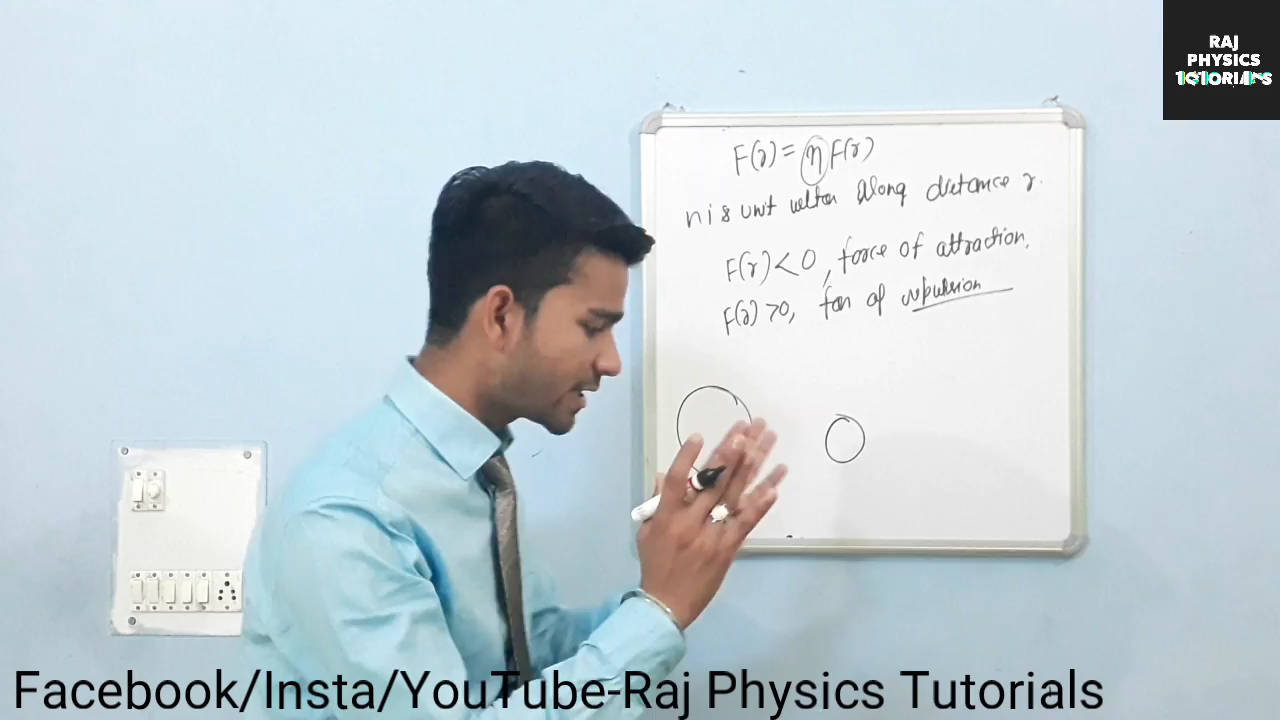 RAJ
PHYSICS
TUTORIALS
F(r) = n F(r)
n is unit vector along distance r.
F(r) < 0, force of attraction.
F(r) >0, for of repulsion
Facebook/Insta/YouTube-Raj Physics Tutorials